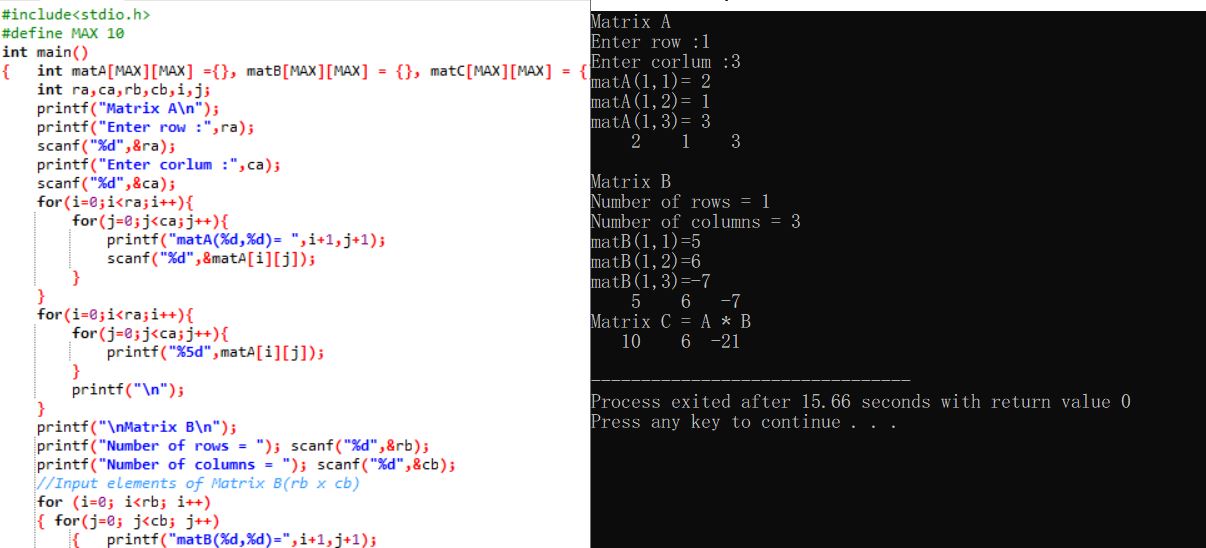 #include<stdio.h>
#define MAX 10
int main()
{   int matA[MAX][MAX] ={}, matB[MAX][MAX] = {}, matC[MAX][MAX] = {
    int ra,ca,rb,cb,i,j;
    printf("Matrix A\n");
    printf("Enter row :",ra);
    scanf("%d",&ra);
    printf("Enter corlum :",ca);
    scanf("%d",&ca);
    for(i=0;i<ra;i++){
        for(j=0;j<ca;j++){
            printf("matA(%d,%d)= ",i+1,j+1);
            scanf("%d",&matA[i][j]);
        }
    }
    for(i=0;i<ra;i++){
        for(j=0;j<ca;j++){
            printf("%5d",matA[i][j]);
        }
        printf("\n");
    }
    printf("\nMatrix B\n");
    printf("Number of rows = "); scanf("%d",&rb);
    printf("Number of columns = "); scanf("%d",&cb);
    //Input elements of Matrix B(rb x cb)
    for (i=0; i<rb; i++)
    { for(j=0; j<cb; j++)
        {   printf("matB(%d,%d)=",i+1,j+1);
Matrix A
Enter row :1
Enter corlum :3
matA(1,1)= 2
matA(1,2)= 1
matA(1,3)= 3
    2    1    3
Matrix B
Number of rows = 1
Number of columns = 3
matB(1,1)=5
matB(1,2)=6
matB(1,3)=-7
    5    6   -7
Matrix C = A * B
   10    6  -21
--------------------------------
Process exited after 15.66 seconds with return value 0
Press any key to continue . . .